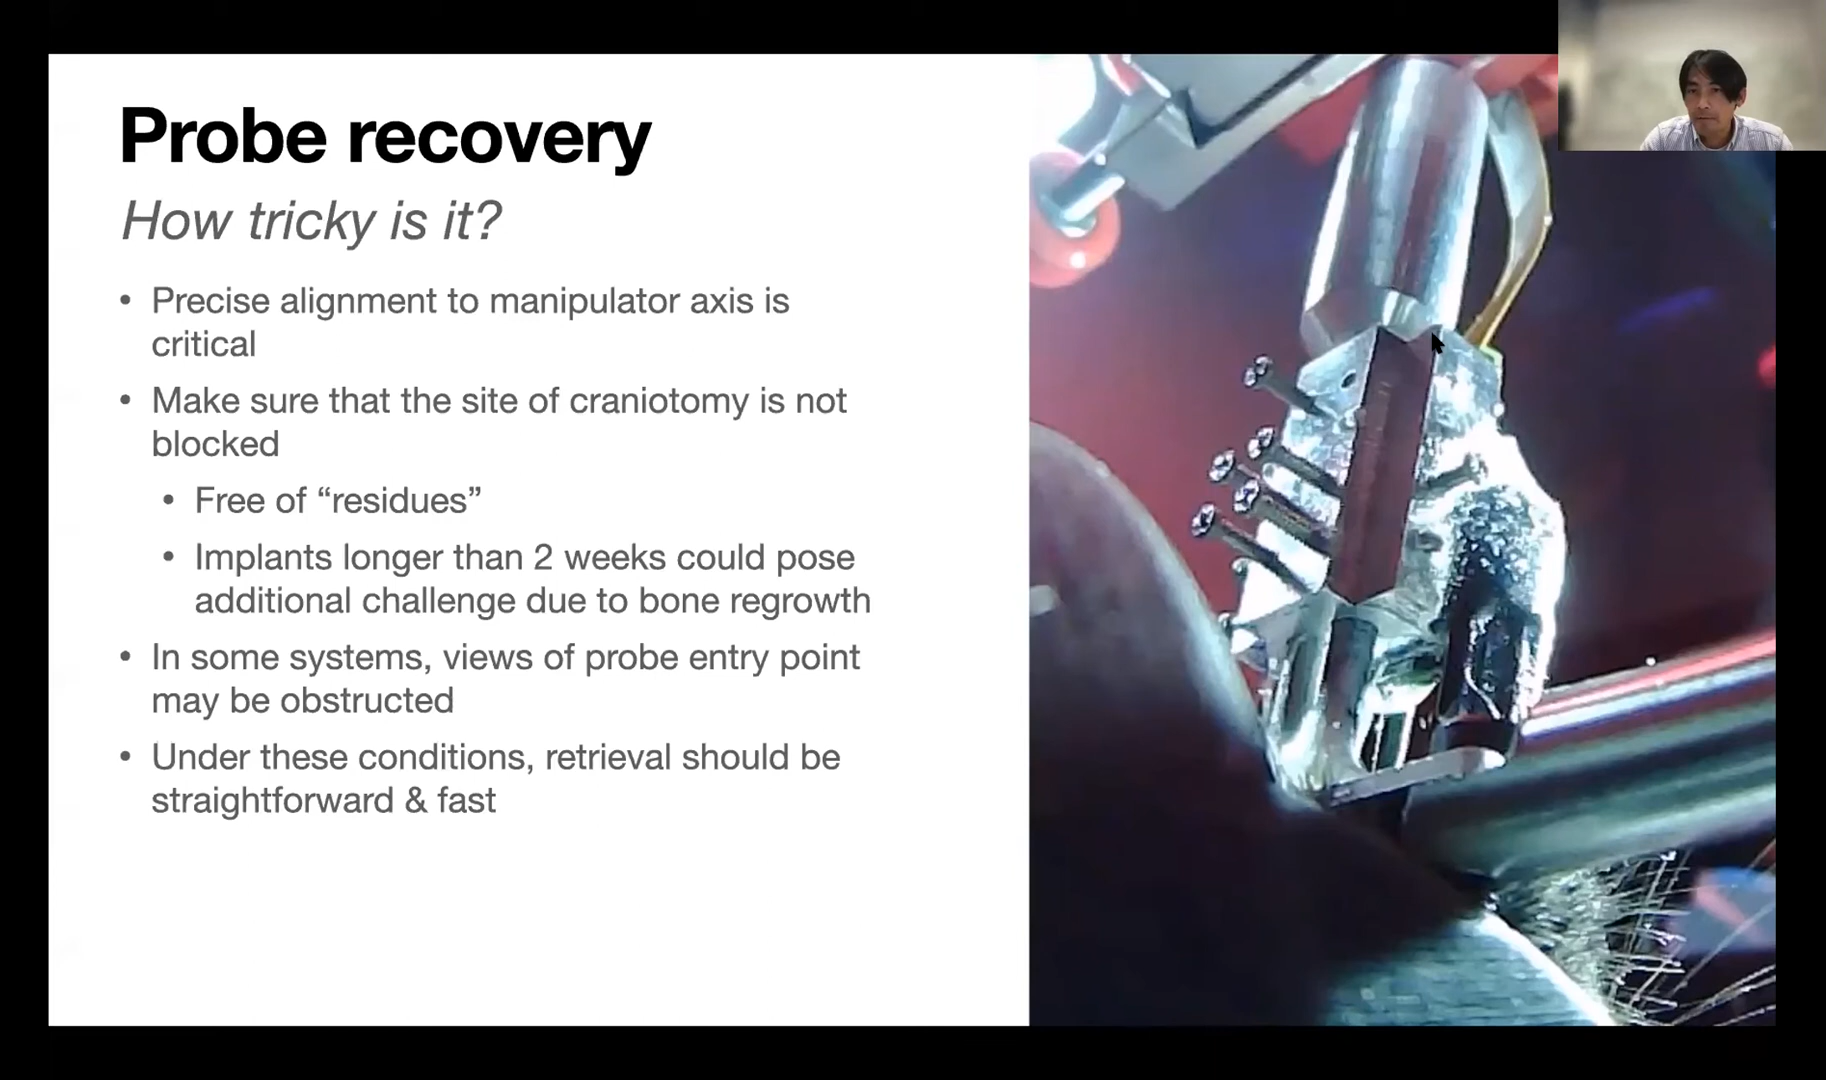 Probe recovery
How tricky is it?
• Precise alignment to manipulator axis is
critical
• Make sure that the site of craniotomy is not
blocked
• Free of “residues”
• Implants longer than 2 weeks could pose
additional challenge due to bone regrowth
• In some systems, views of probe entry point
may be obstructed
• Under these conditions, retrieval should be
straightforward & fast